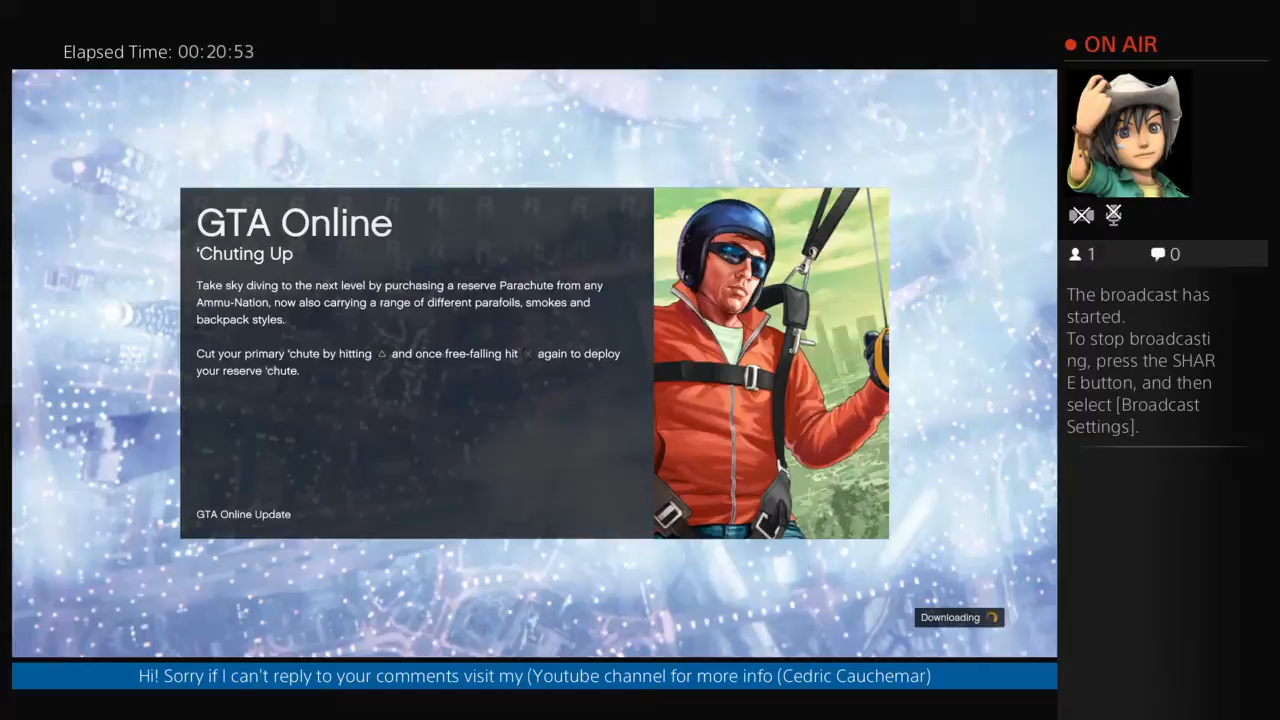 Elapsed Time: 00:20:53
ON AIR
GTA Online
‘Chuting Up
Take sky diving to the next level by purchasing a reserve Parachute from any
Ammu-Nation, now also carrying a range of different parafoils, smokes and
backpack styles.
Cut your primary ‘chute by hitting △ and once free-falling hit ⊗ again to deploy
your reserve ‘chute.
GTA Online Update
Downloading
1 0
The broadcast has
started.
To stop broadcasti
ng, press the SHAR
E button, and then
select [Broadcast
Settings].
Hi! Sorry if I can't reply to your comments visit my (Youtube channel for more info (Cedric Cauchemar)